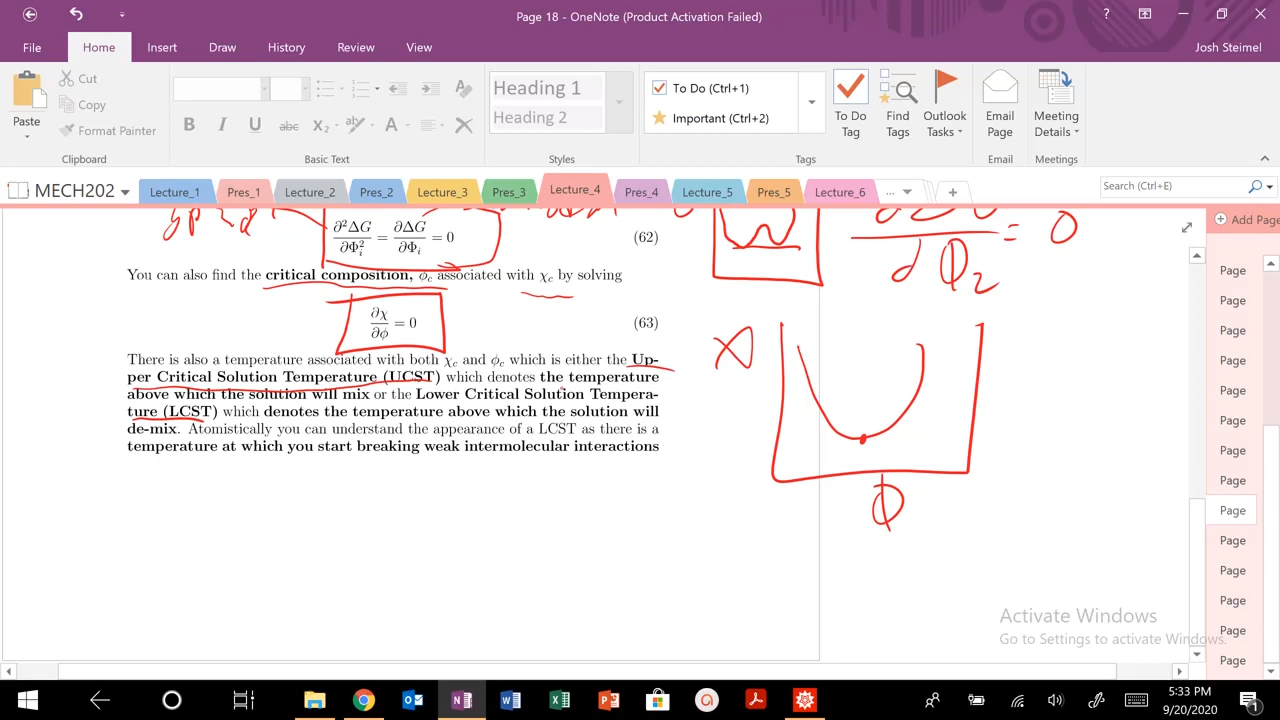 Page 18 - OneNote (Product Activation Failed)
? 
File Home Insert Draw History Review View Josh Steimel
Paste Cut Copy Format Painter
B I U abc X₂ A
Heading 1
Heading 2
To Do (Ctrl+1)
Important (Ctrl+2)
To Do Tag Find Tags Outlook Tasks Email Page Meeting Details
Clipboard Basic Text Styles Tags Email Meetings
MECH202 Lecture_1 Pres_1 Lecture_2 Pres_2 Lecture_3 Pres_3 Lecture_4 Pres_4 Lecture_5 Pres_5 Lecture_6 ... Search (Ctrl+E)
Add Page
∂²ΔG/∂Φᵢ² = ∂ΔG/∂Φᵢ = 0 (62)
∂Φ₂ = 0
You can also find the critical composition, ϕ_c associated with χ_c by solving
∂χ/∂ϕ = 0 (63)
There is also a temperature associated with both χ_c and ϕ_c which is either the Up-
per Critical Solution Temperature (UCST) which denotes the temperature
above which the solution will mix or the Lower Critical Solution Tempera-
ture (LCST) which denotes the temperature above which the solution will
de-mix. Atomistically you can understand the appearance of a LCST as there is a
temperature at which you start breaking weak intermolecular interactions
χ
Φ
Page
Page
Page
Page
Page
Page
Page
Page
Page
Page
Page
Page
Page
Page
Activate Windows
Go to Settings to activate Windows.
5:33 PM
9/20/2020